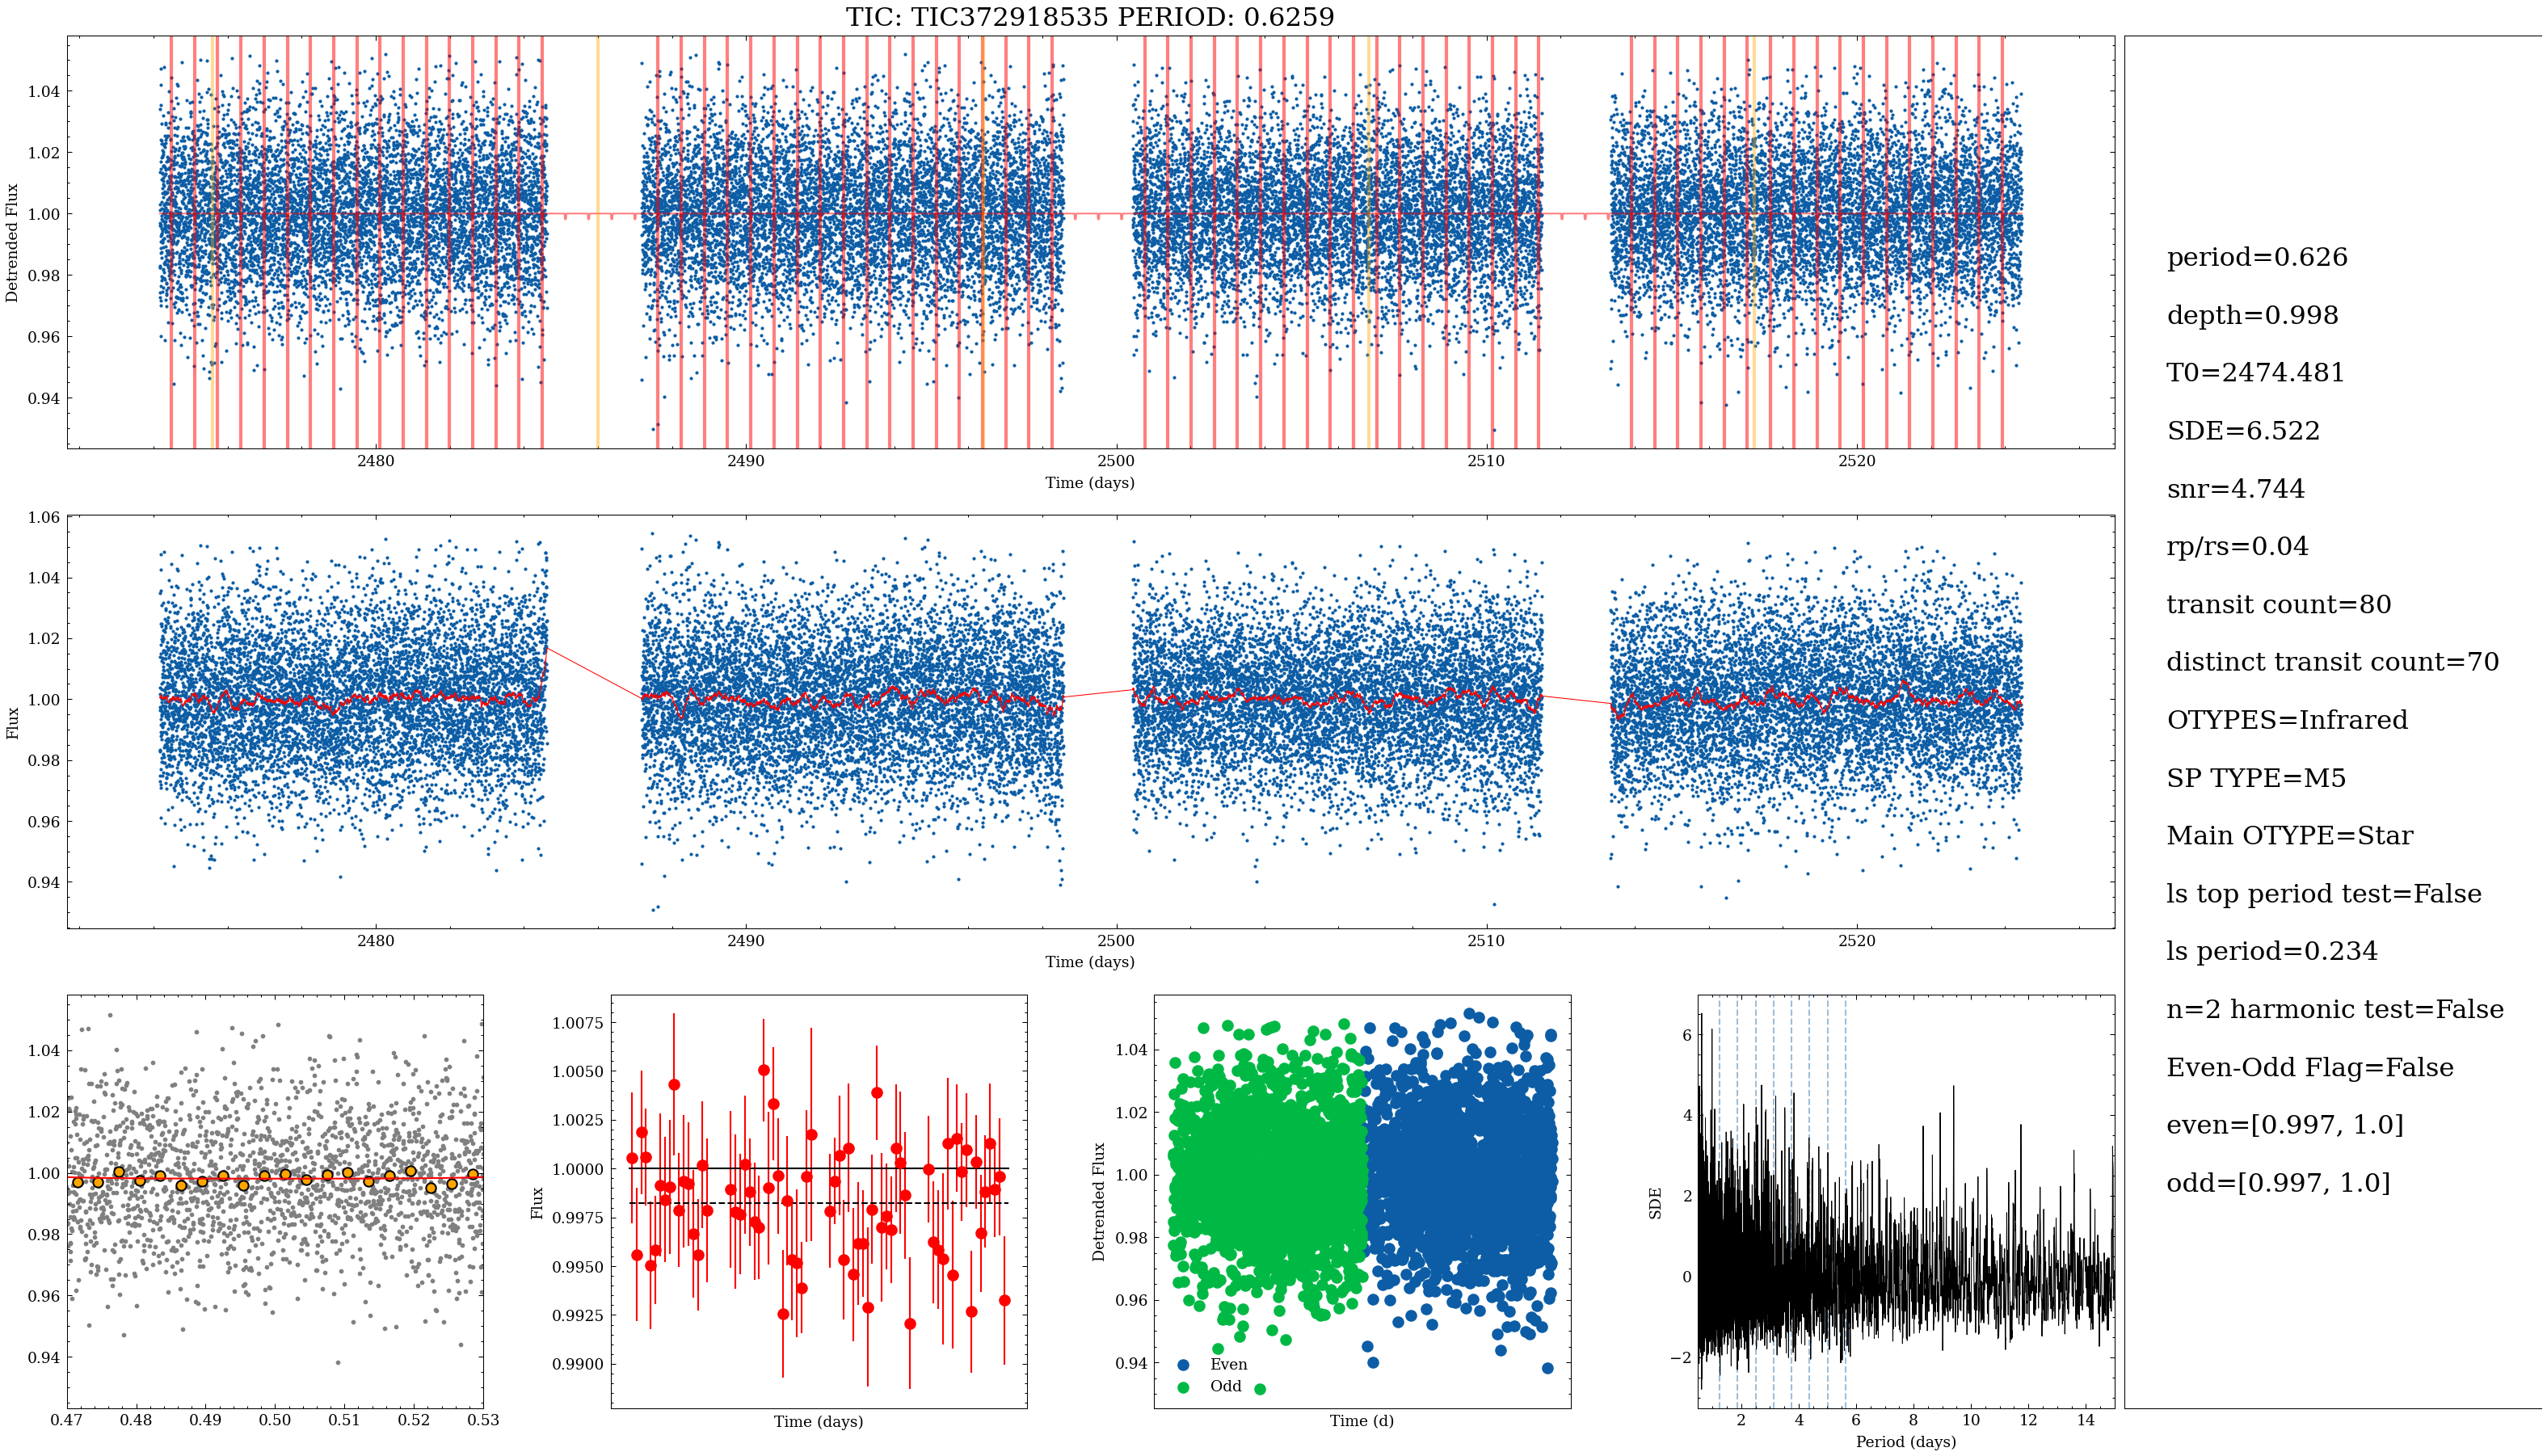 TIC: TIC372918535 PERIOD: 0.6259
1.04
1.02
1.00
0.98
0.96
0.94
Detrended Flux
2480
2490
2500
2510
2520
Time (days)
1.06
1.04
1.02
1.00
0.98
0.96
0.94
Flux
2480
2490
2500
2510
2520
Time (days)
1.04
1.02
1.00
0.98
0.96
0.94
0.47
0.48
0.49
0.50
0.51
0.52
0.53
1.0075
1.0050
1.0025
1.0000
0.9975
0.9950
0.9925
0.9900
Flux
Time (days)
1.04
1.02
1.00
0.98
0.96
0.94
Detrended Flux
Even
Odd
Time (d)
6
4
2
0
−2
SDE
2
4
6
8
10
12
14
Period (days)
period=0.626
depth=0.998
T0=2474.481
SDE=6.522
snr=4.744
rp/rs=0.04
transit count=80
distinct transit count=70
OTYPES=Infrared
SP TYPE=M5
Main OTYPE=Star
ls top period test=False
ls period=0.234
n=2 harmonic test=False
Even-Odd Flag=False
even=[0.997, 1.0]
odd=[0.997, 1.0]